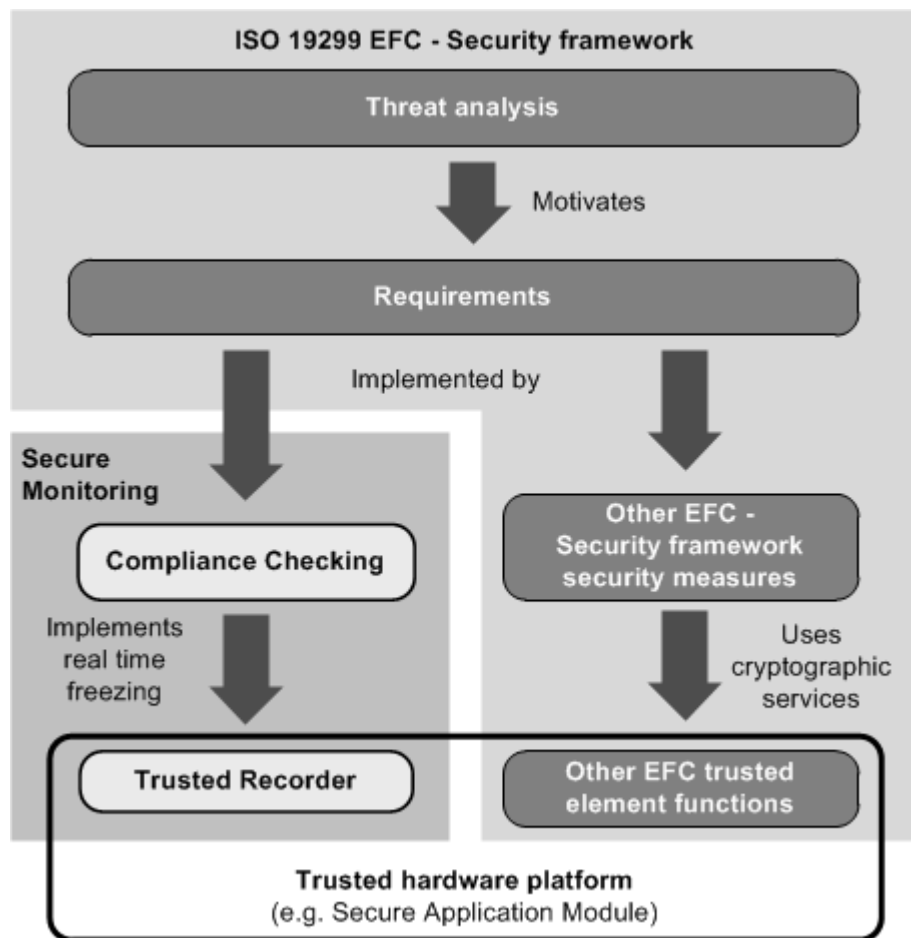 ISO 19299 EFC - Security framework
Threat analysis
Motivates
Requirements
Implemented by
Secure
Monitoring
Compliance Checking
Other EFC -
Security framework
security measures
Implements
real time
freezing
Uses
cryptographic
services
Trusted Recorder
Other EFC trusted
element functions
Trusted hardware platform
(e.g. Secure Application Module)